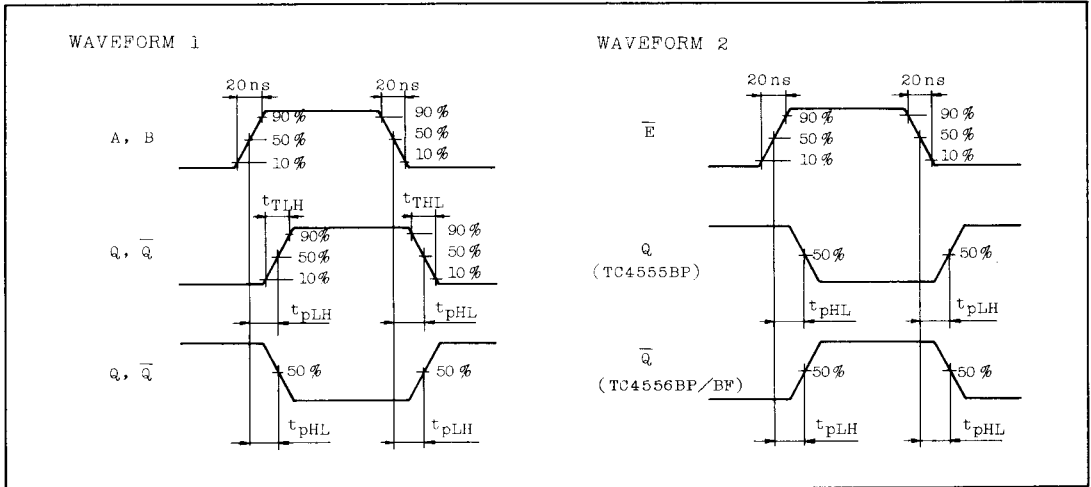 WAVEFORM 1
20ns
20ns
A, B
90%
50%
10%
90%
50%
10%
tTLH
tTHL
Q, Q̅
90%
50%
10%
90%
50%
10%
tpLH
tpHL
Q, Q̅
50%
50%
tpHL
tpLH
WAVEFORM 2
20ns
20ns
E̅
90%
50%
10%
90%
50%
10%
Q
(TC4555BP)
50%
50%
tpHL
tpLH
Q̅
(TC4556BP/BF)
50%
50%
tpLH
tpHL